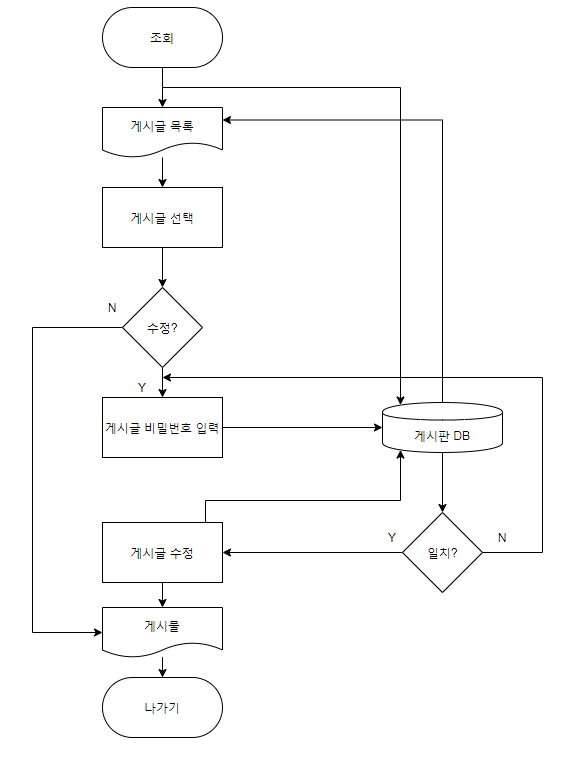 조회
게시글 목록
게시글 선택
N
수정?
Y
게시글 비밀번호 입력
게시판 DB
게시글 수정
Y
일치?
N
게시물
나가기